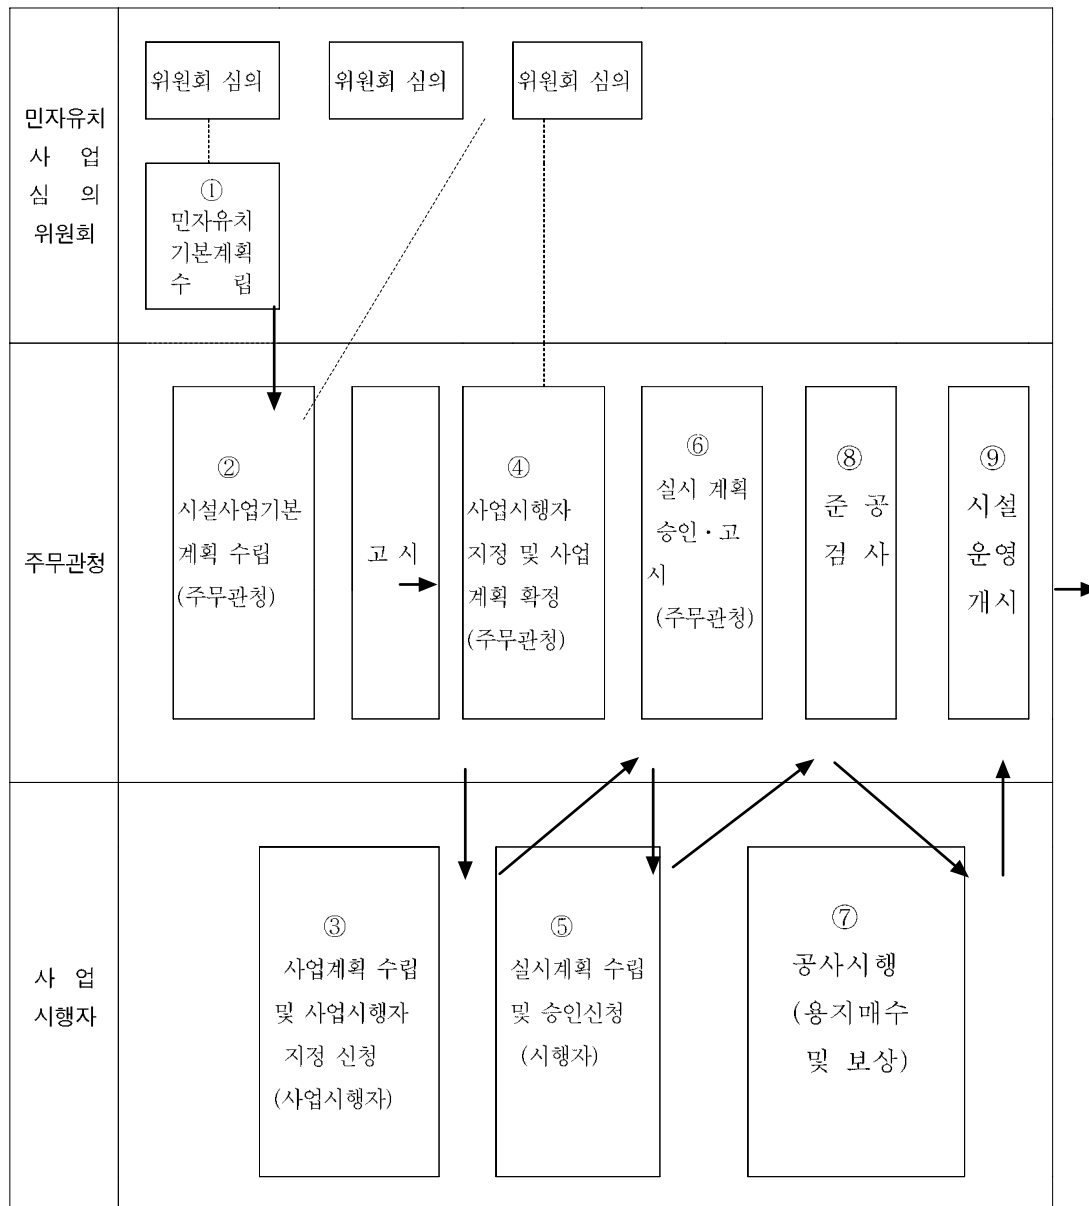 민자유치
사 업
심 의
위원회
위원회 심의
위원회 심의
위원회 심의
①
민자유치
기본계획
수 립
주무관청
②
시설사업기본
계획 수립
(주무관청)
고 시
④
사업시행자
지정 및 사업
계획 확정
(주무관청)
⑥
실시 계획
승인·고
시
(주무관청)
⑧
준 공
검 사
⑨
시설
운영
개시
사 업
시행자
③
사업계획 수립
및 사업시행자
지정 신청
(사업시행자)
⑤
실시계획 수립
및 승인신청
(시행자)
⑦
공사시행
(용지매수
및 보상)